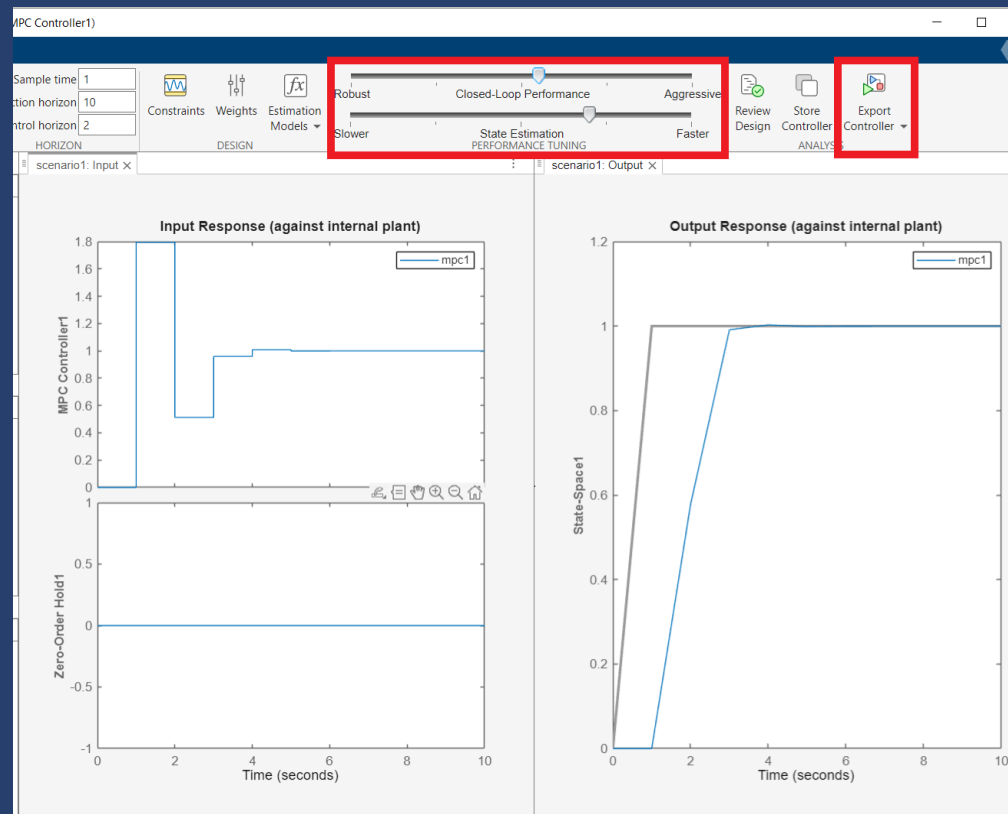 MPC Controller1)
Sample time 1
ction horizon 10
ntrol horizon 2
HORIZON
Constraints Weights Estimation Models
DESIGN
Robust Closed-Loop Performance Aggressive
Slower State Estimation Faster
PERFORMANCE TUNING
Review Design Store Controller Export Controller
ANALYSIS
scenario1: Input
scenario1: Output
Input Response (against internal plant)
mpc1
MPC Controller1
1.8
1.6
1.4
1.2
1
0.8
0.6
0.4
0.2
0
Zero-Order Hold1
1
0.5
0
-0.5
-1
0 2 4 6 8 10
Time (seconds)
Output Response (against internal plant)
mpc1
State-Space1
1.2
1
0.8
0.6
0.4
0.2
0
0 2 4 6 8 10
Time (seconds)